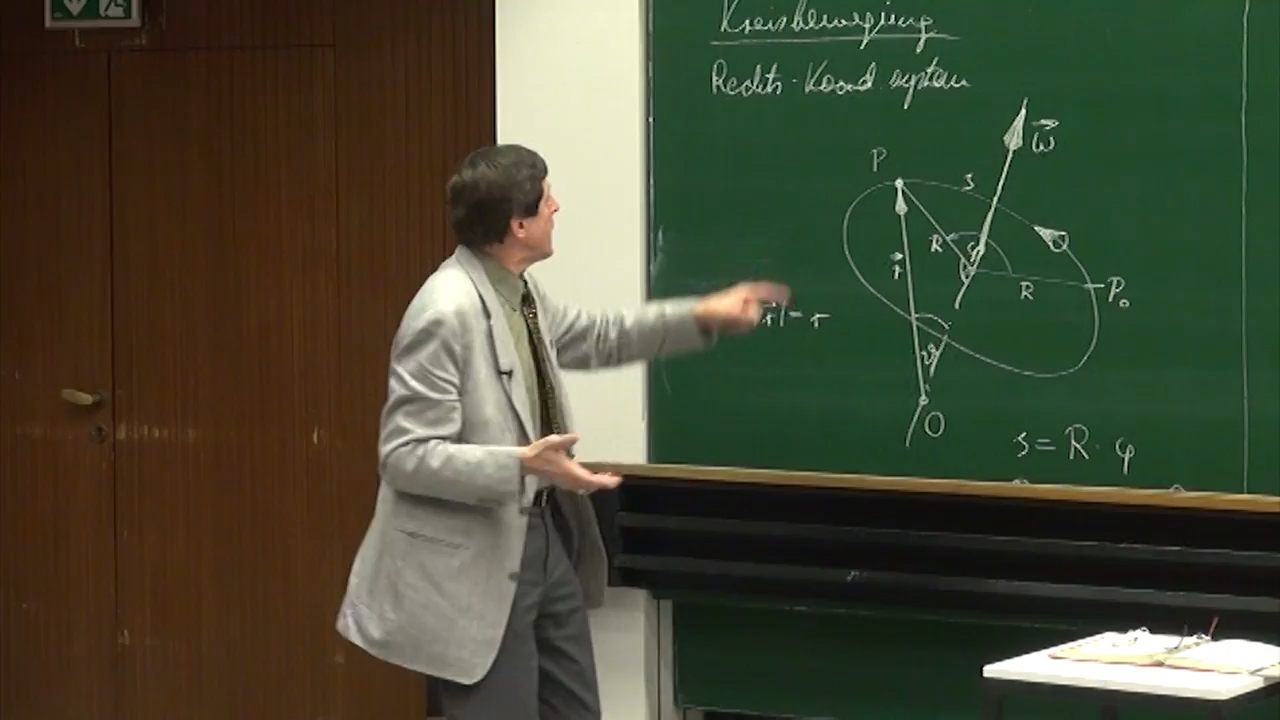 Kreisbewegung
Rechts-Koord. system
ω⃗
P
s
R
φ
r⃗
R
P₀
r⃗| = r
ϑ
O
s = R · φ